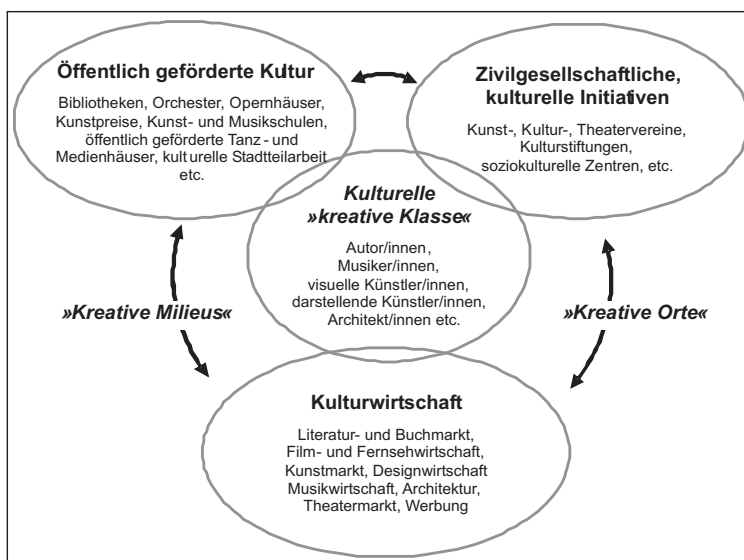 Öffentlich geförderte Kultur
Bibliotheken, Orchester, Opernhäuser,
Kunstpreise, Kunst- und Musikschulen,
öffentlich geförderte Tanz- und
Medienhäuser, kulturelle Stadtteilarbeit
etc.
Zivilgesellschaftliche,
kulturelle Initiativen
Kunst-, Kultur-, Theatervereine,
Kulturstiftungen,
soziokulturelle Zentren, etc.
Kulturelle
»kreative Klasse«
Autor/innen,
Musiker/innen,
visuelle Künstler/innen,
darstellende Künstler/innen,
Architekt/innen etc.
»Kreative Milieus«
»Kreative Orte«
Kulturwirtschaft
Literatur- und Buchmarkt,
Film- und Fernsehwirtschaft,
Kunstmarkt, Designwirtschaft
Musikwirtschaft, Architektur,
Theatermarkt, Werbung